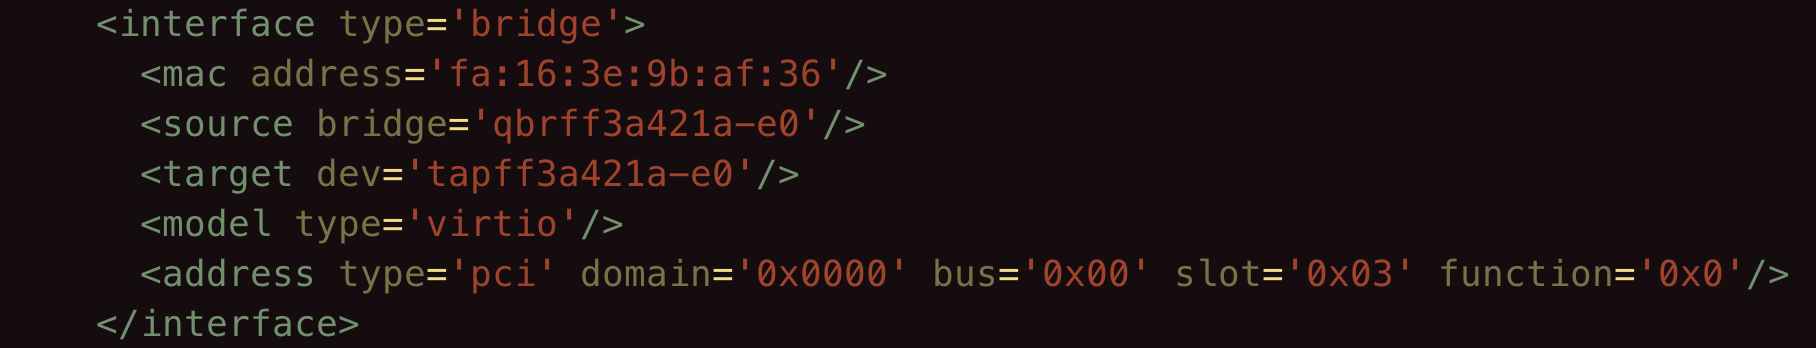 <interface type='bridge'>
<mac address='fa:16:3e:9b:af:36'/>
<source bridge='qbrff3a421a-e0'/>
<target dev='tapff3a421a-e0'/>
<model type='virtio'/>
<address type='pci' domain='0x0000' bus='0x00' slot='0x03' function='0x0'/>
</interface>